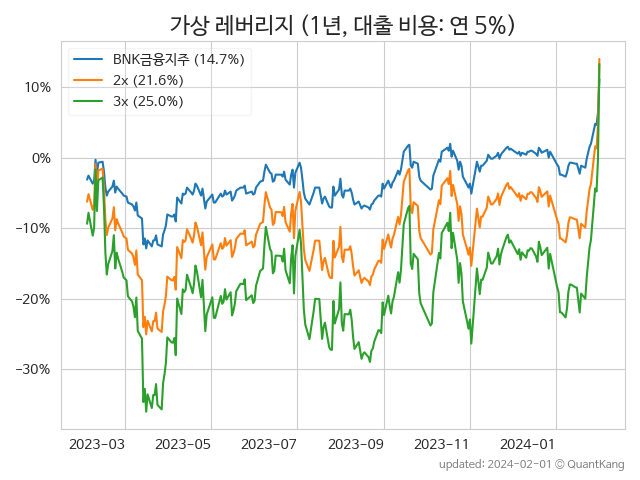 가상 레버리지 (1년, 대출 비용: 연 5%)
BNK금융지주 (14.7%)
2x (21.6%)
3x (25.0%)
10%
0%
−10%
−20%
−30%
2023−03 2023−05 2023−07 2023−09 2023−11 2024−01
updated: 2024−02−01 © QuantKang